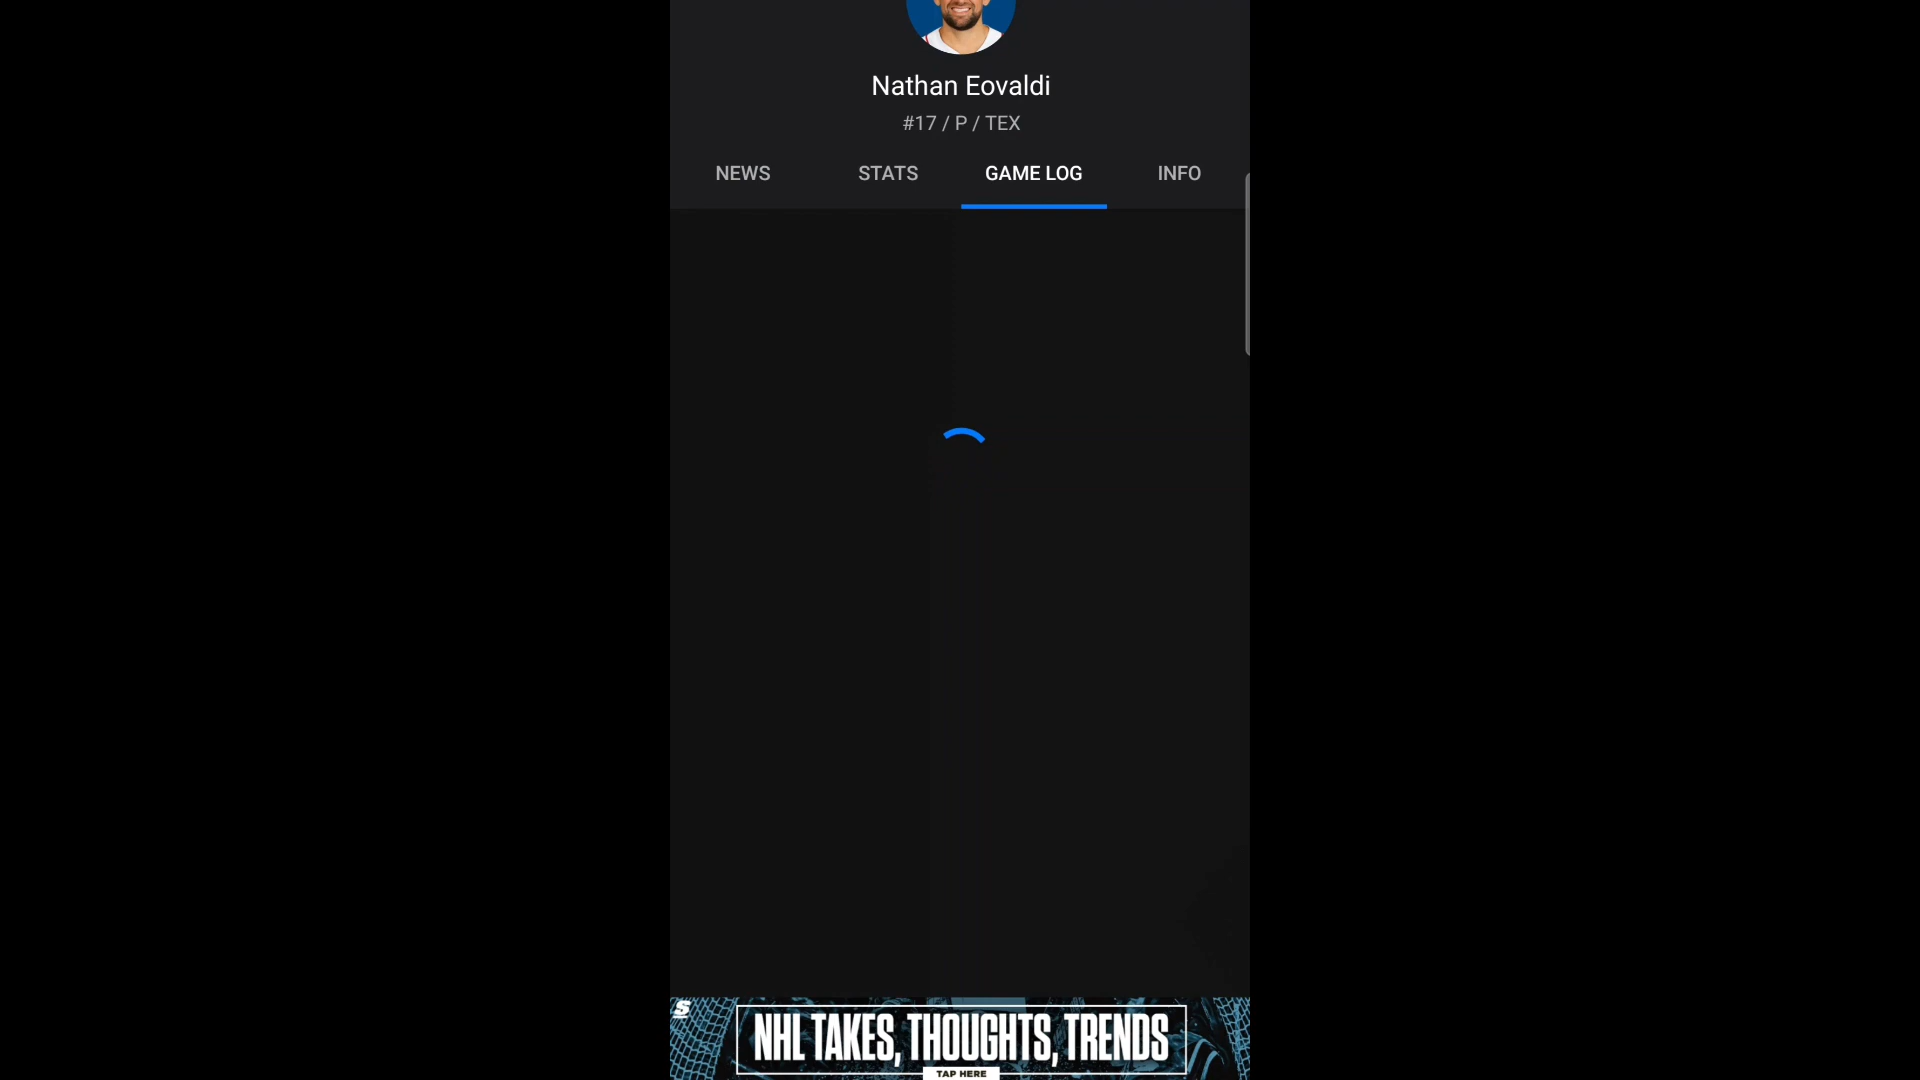 Nathan Eovaldi
#17 / P / TEX
NEWS STATS GAME LOG INFO
S
NHL TAKES, THOUGHTS, TRENDS
TAP HERE